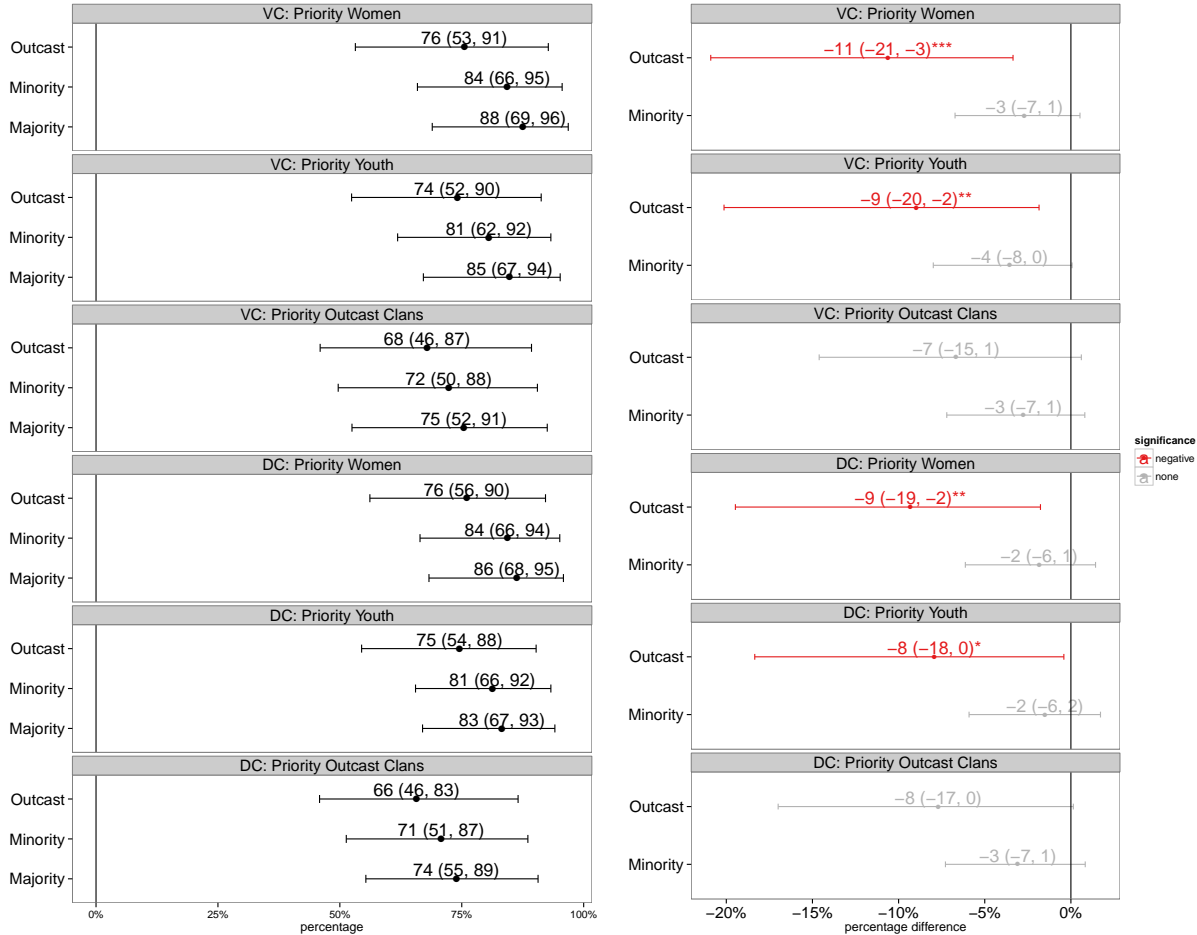 VC: Priority Women
Outcast 76 (53, 91)
Minority 84 (66, 95)
Majority 88 (69, 96)
VC: Priority Youth
Outcast 74 (52, 90)
Minority 81 (62, 92)
Majority 85 (67, 94)
VC: Priority Outcast Clans
Outcast 68 (46, 87)
Minority 72 (50, 88)
Majority 75 (52, 91)
DC: Priority Women
Outcast 76 (56, 90)
Minority 84 (66, 94)
Majority 86 (68, 95)
DC: Priority Youth
Outcast 75 (54, 88)
Minority 81 (66, 92)
Majority 83 (67, 93)
DC: Priority Outcast Clans
Outcast 66 (46, 83)
Minority 71 (51, 87)
Majority 74 (55, 89)
0% 25% 50% 75% 100%
percentage
VC: Priority Women
Outcast −11 (−21, −3)***
Minority −3 (−7, 1)
VC: Priority Youth
Outcast −9 (−20, −2)**
Minority −4 (−8, 0)
VC: Priority Outcast Clans
Outcast −7 (−15, 1)
Minority −3 (−7, 1)
DC: Priority Women
Outcast −9 (−19, −2)**
Minority −2 (−6, 1)
DC: Priority Youth
Outcast −8 (−18, 0)*
Minority −2 (−6, 2)
DC: Priority Outcast Clans
Outcast −8 (−17, 0)
Minority −3 (−7, 1)
−20% −15% −10% −5% 0%
percentage difference
significance
a negative
a none